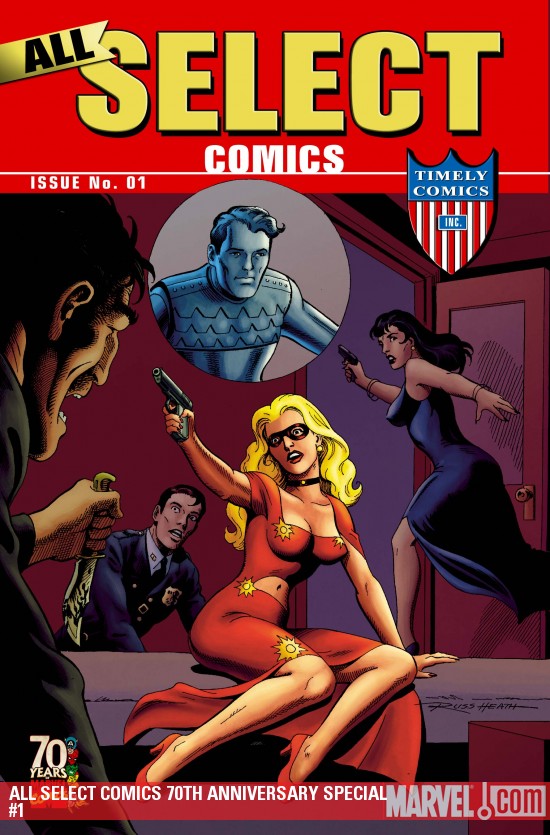 ALL
SELECT
COMICS
ISSUE No. 01
TIMELY
COMICS
INC.
RUSS HEATH
70
YEARS
ALL SELECT COMICS 70TH ANNIVERSARY SPECIAL
#1
MARVEL.com